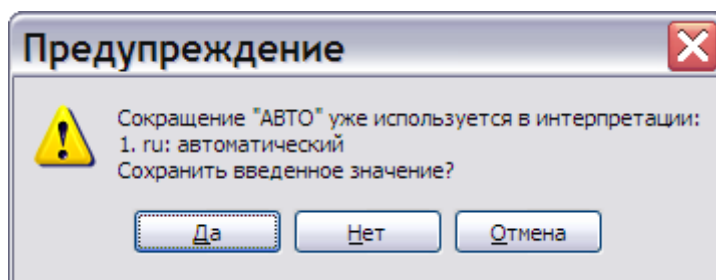 Предупреждение
Сокращение "АВТО" уже используется в интерпретации:
1. ru: автоматический
Сохранить введенное значение?
Да Нет Отмена